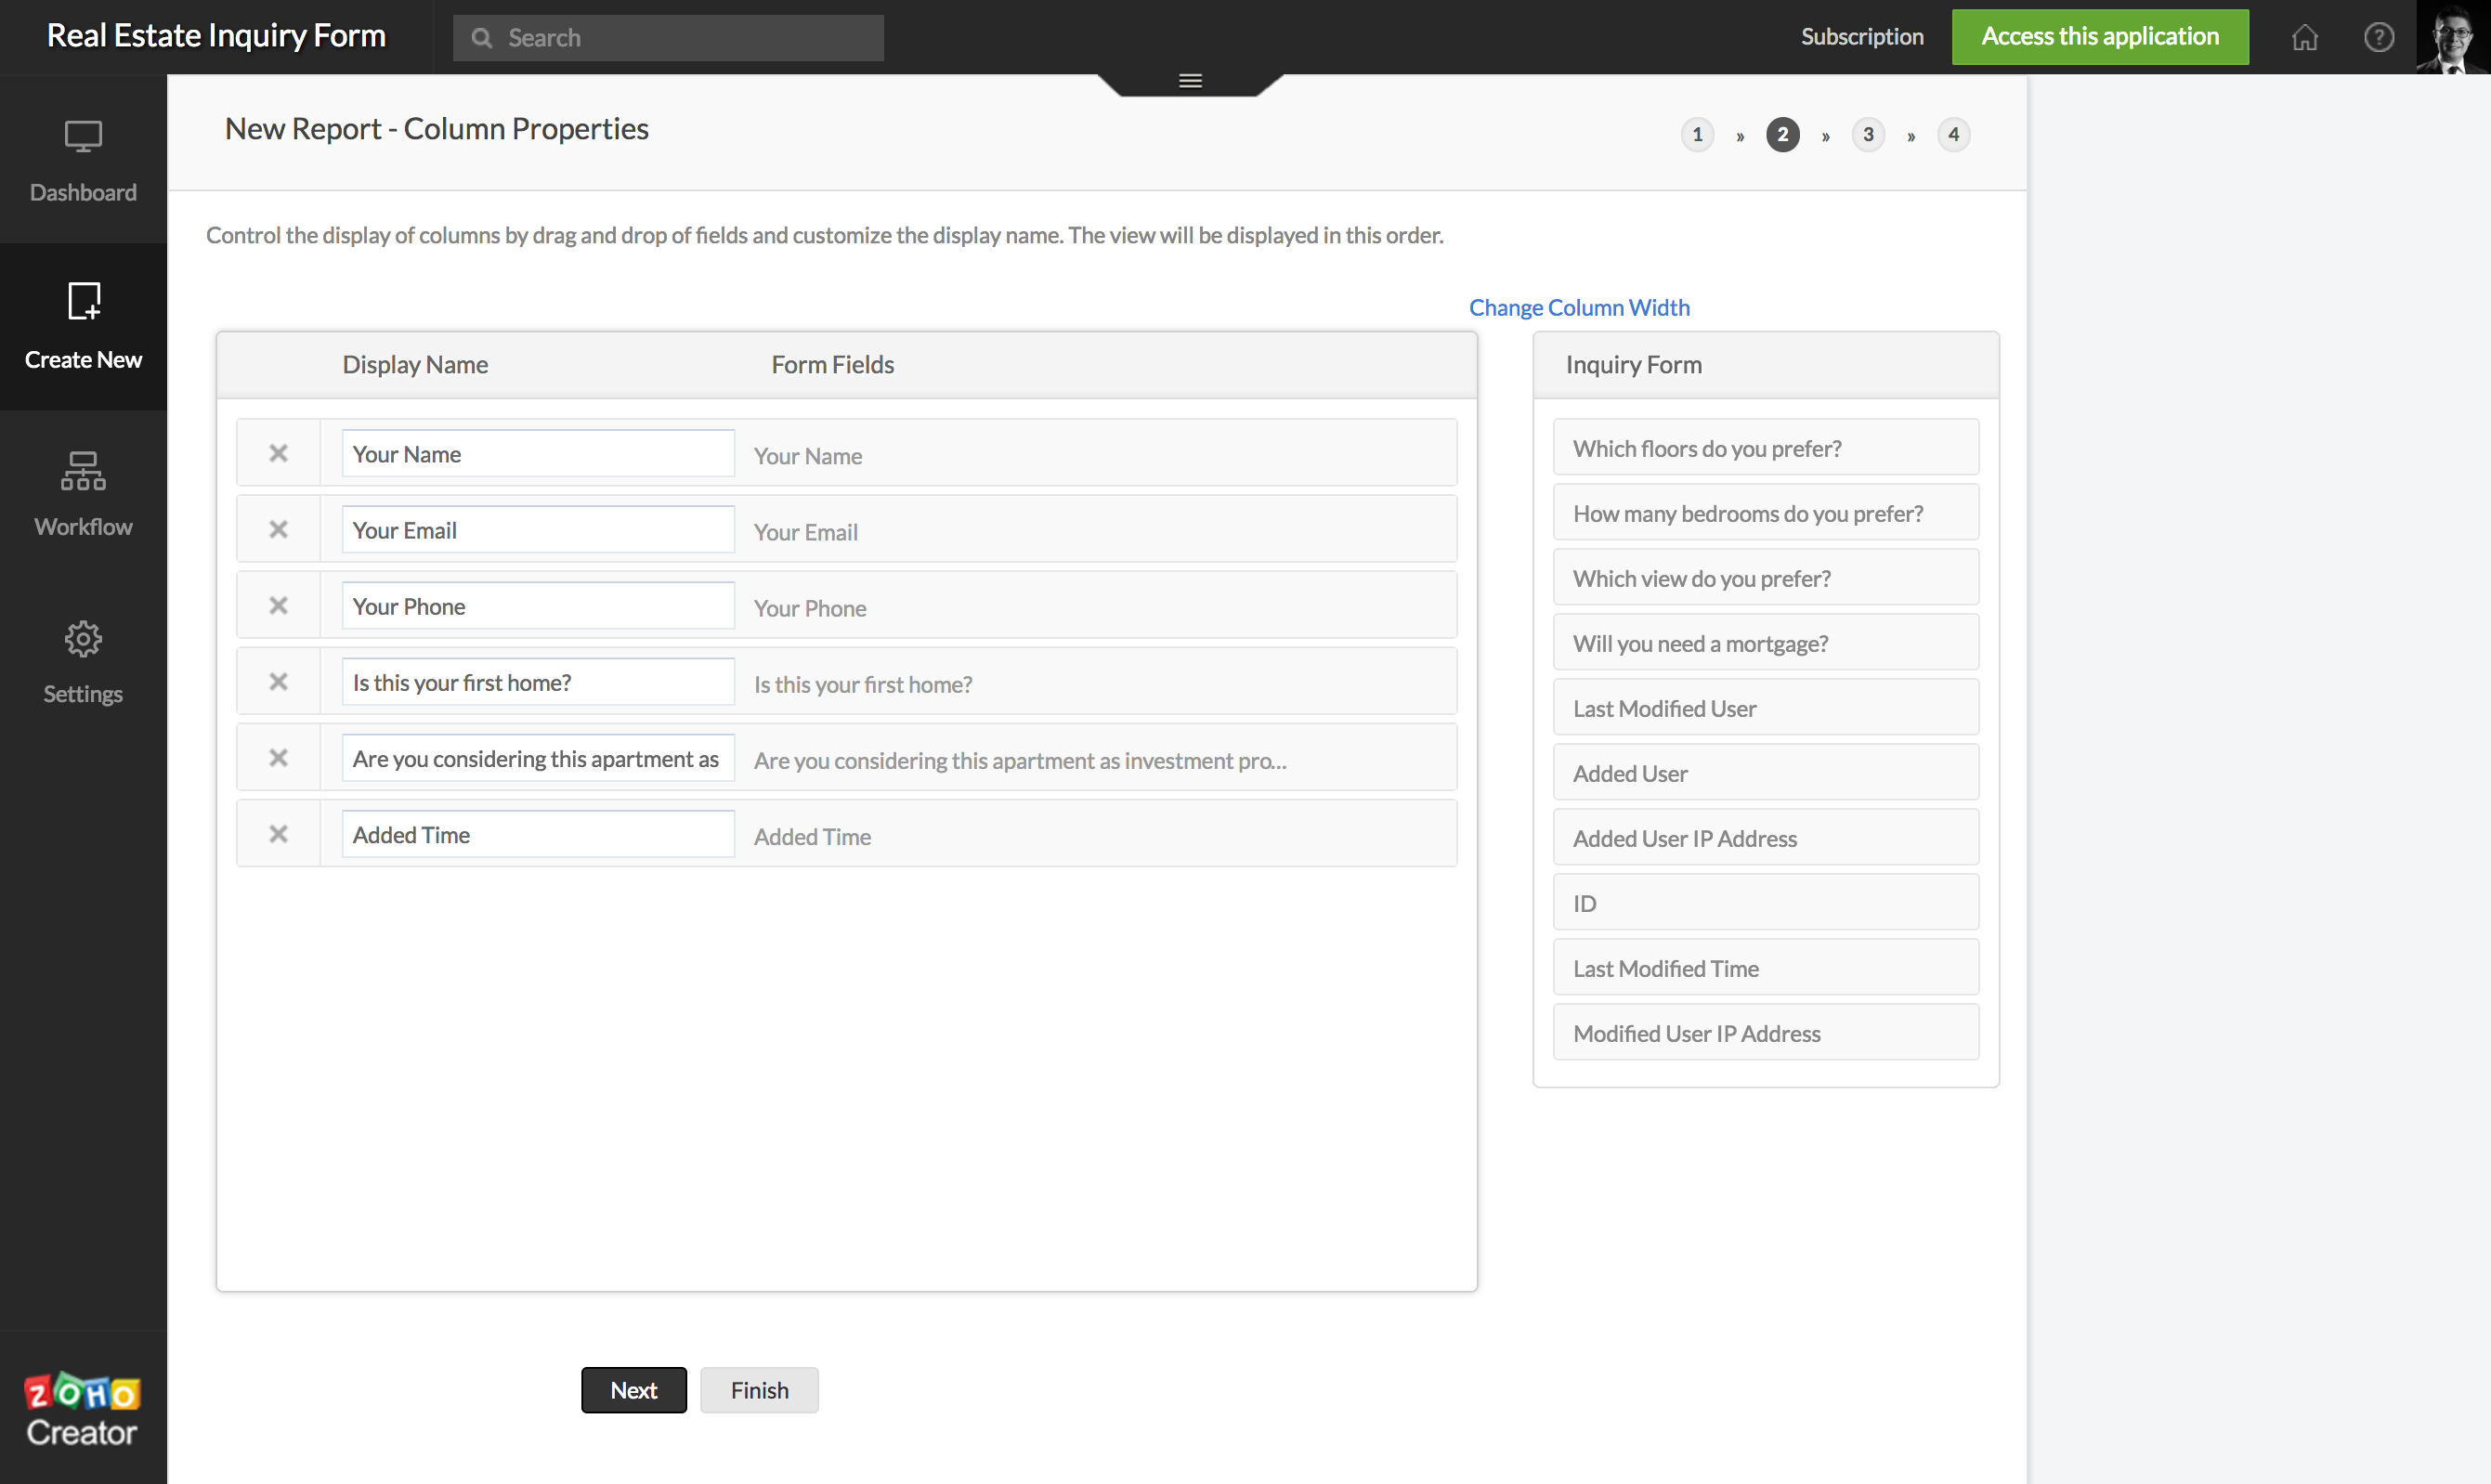 Real Estate Inquiry Form
Search
Subscription
Access this application
?
Dashboard
Create New
Workflow
Settings
New Report - Column Properties
1 » 2 » 3 » 4
Control the display of columns by drag and drop of fields and customize the display name. The view will be displayed in this order.
Change Column Width
Display Name Form Fields
Your Name Your Name
Your Email Your Email
Your Phone Your Phone
Is this your first home? Is this your first home?
Are you considering this apartment as Are you considering this apartment as investment pro...
Added Time Added Time
Inquiry Form
Which floors do you prefer?
How many bedrooms do you prefer?
Which view do you prefer?
Will you need a mortgage?
Last Modified User
Added User
Added User IP Address
ID
Last Modified Time
Modified User IP Address
Next Finish
ZOHO
Creator